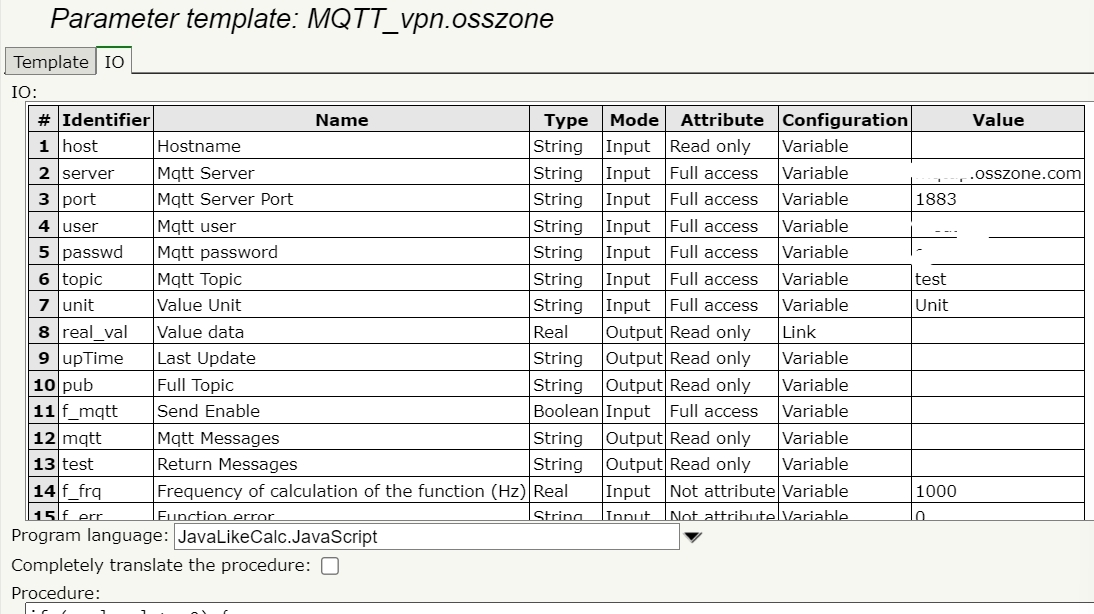 Parameter template: MQTT_vpn.osszone
Template IO
IO:
# Identifier Name Type Mode Attribute Configuration Value
1 host Hostname String Input Read only Variable
2 server Mqtt Server String Input Full access Variable .osszone.com
3 port Mqtt Server Port String Input Full access Variable 1883
4 user Mqtt user String Input Full access Variable
5 passwd Mqtt password String Input Full access Variable
6 topic Mqtt Topic String Input Full access Variable test
7 unit Value Unit String Input Full access Variable Unit
8 real_val Value data Real Output Read only Link
9 upTime Last Update String Output Read only Variable
10 pub Full Topic String Output Read only Variable
11 f_mqtt Send Enable Boolean Input Full access Variable
12 mqtt Mqtt Messages String Output Read only Variable
13 test Return Messages String Output Read only Variable
14 f_frq Frequency of calculation of the function (Hz) Real Input Not attribute Variable 1000
15 f_err Function error String Input Not attribute Variable 0
Program language: JavaLikeCalc.JavaScript
Completely translate the procedure:
Procedure: